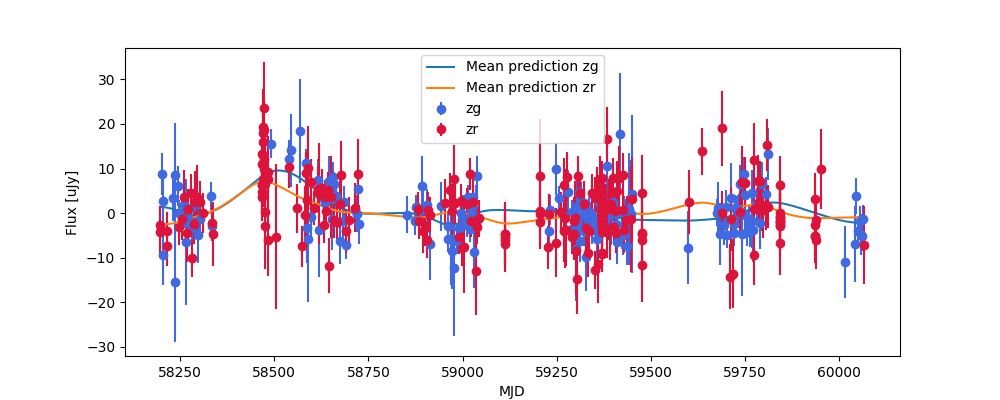 Mean prediction zg
Mean prediction zr
zg
zr
30
20
10
0
−10
−20
−30
Flux [uJy]
58250
58500
58750
59000
59250
59500
59750
60000
MJD